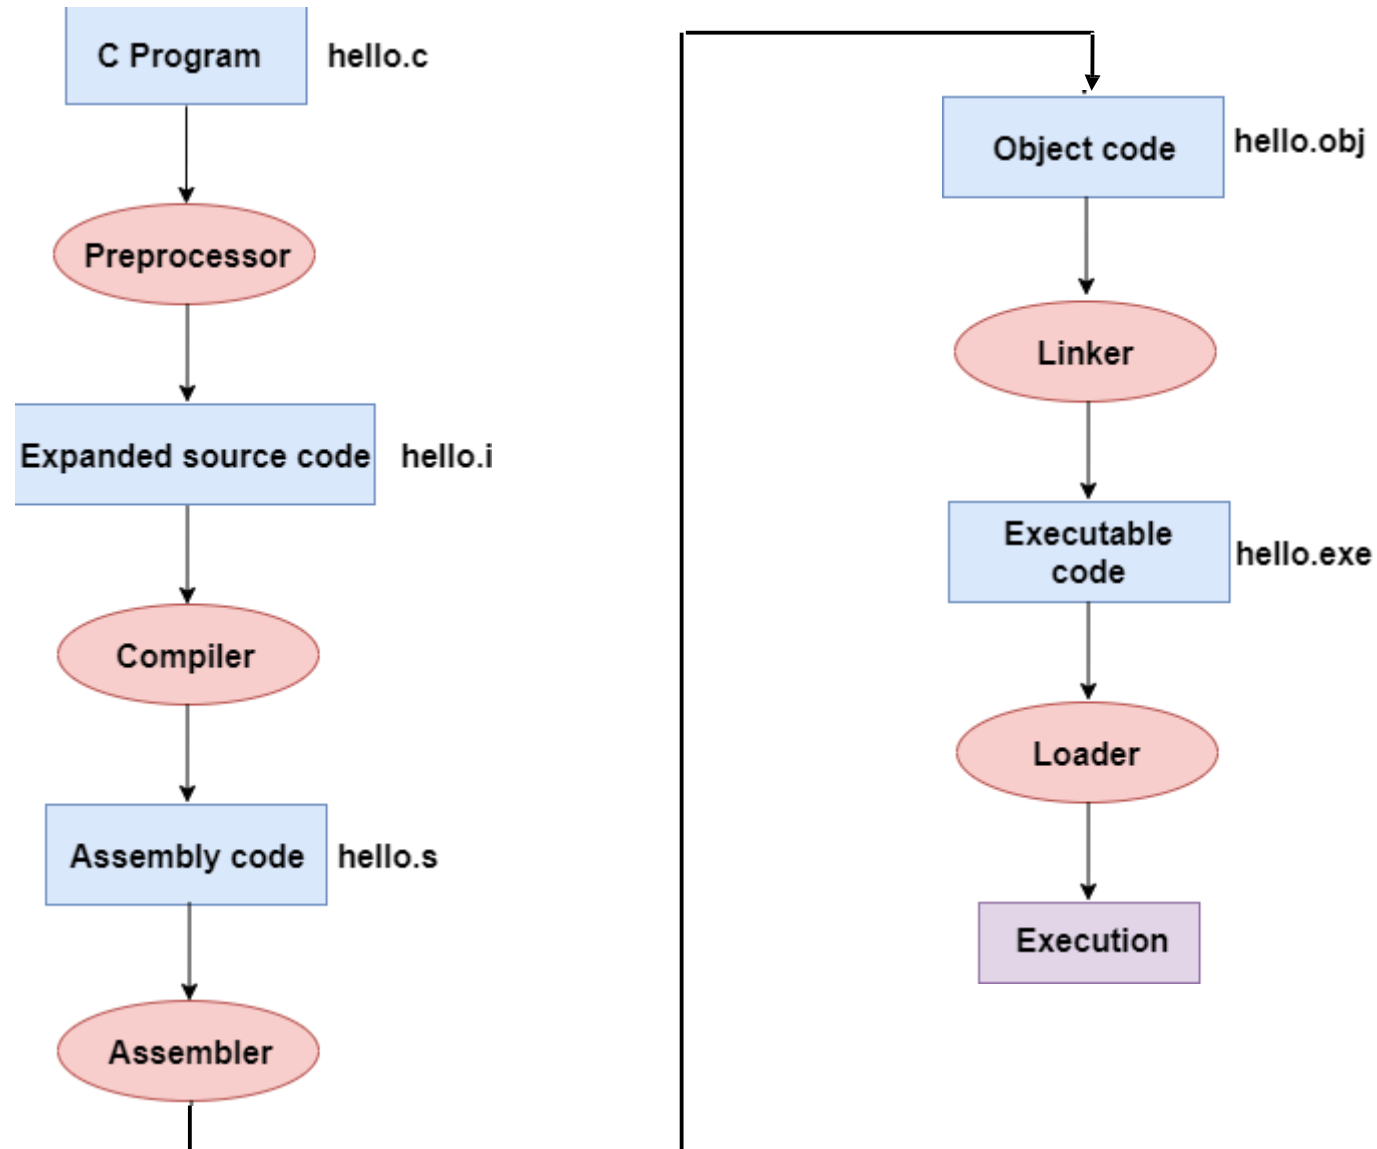 C Program hello.c
Preprocessor
Expanded source code hello.i
Compiler
Assembly code hello.s
Assembler
Object code hello.obj
Linker
Executable
code
hello.exe
Loader
Execution